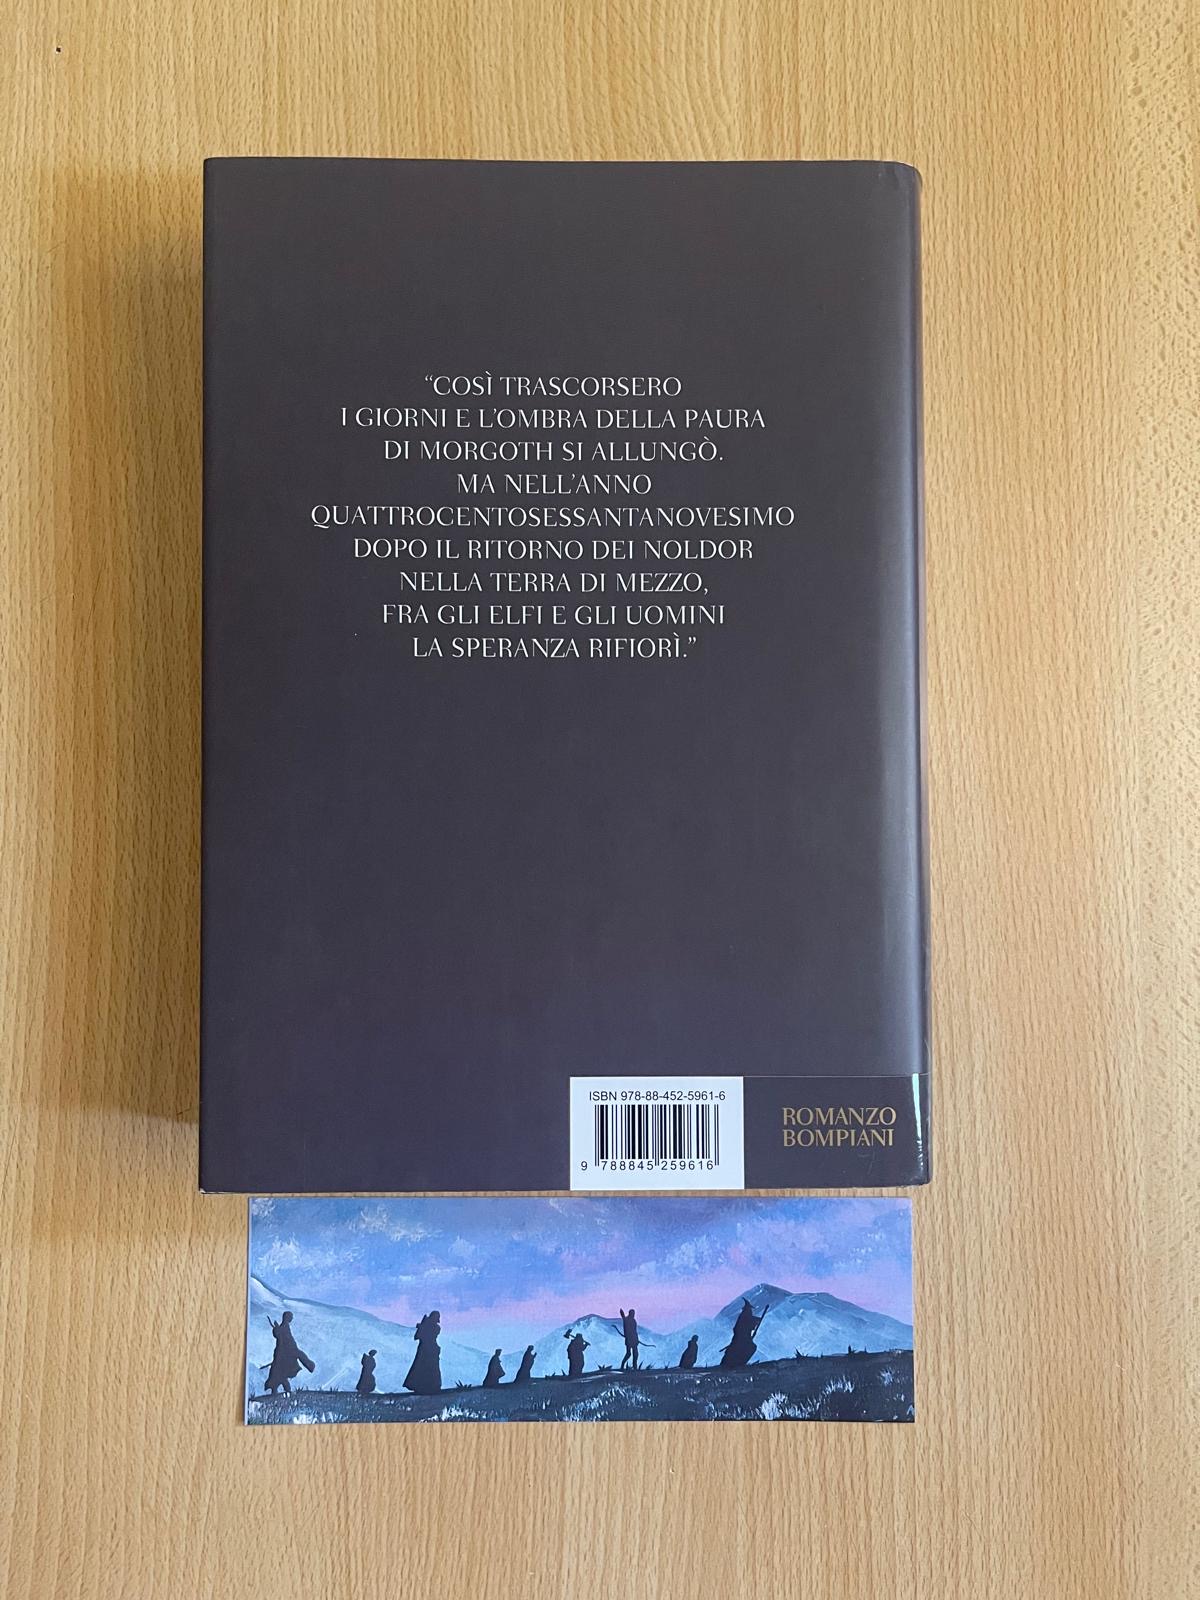 “COSÌ TRASCORSERO
I GIORNI E L’OMBRA DELLA PAURA
DI MORGOTH SI ALLUNGÒ.
MA NELL’ANNO
QUATTROCENTOSESSANTANOVESIMO
DOPO IL RITORNO DEI NOLDOR
NELLA TERRA DI MEZZO,
FRA GLI ELFI E GLI UOMINI
LA SPERANZA RIFIORÌ.”
ISBN 978-88-452-5961-6
9 788845 259616
ROMANZO
BOMPIANI